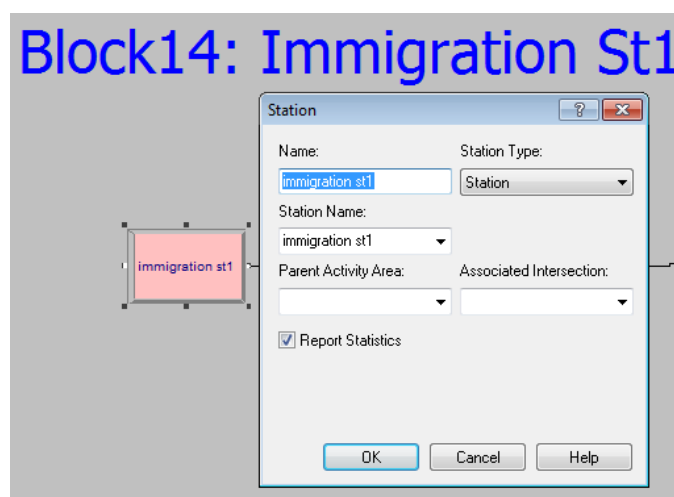 Block14: Immigration St1
Station
Name:
Station Type:
immigration st1
Station
Station Name:
immigration st1
immigration st1
Parent Activity Area:
Associated Intersection:
Report Statistics
OK
Cancel
Help